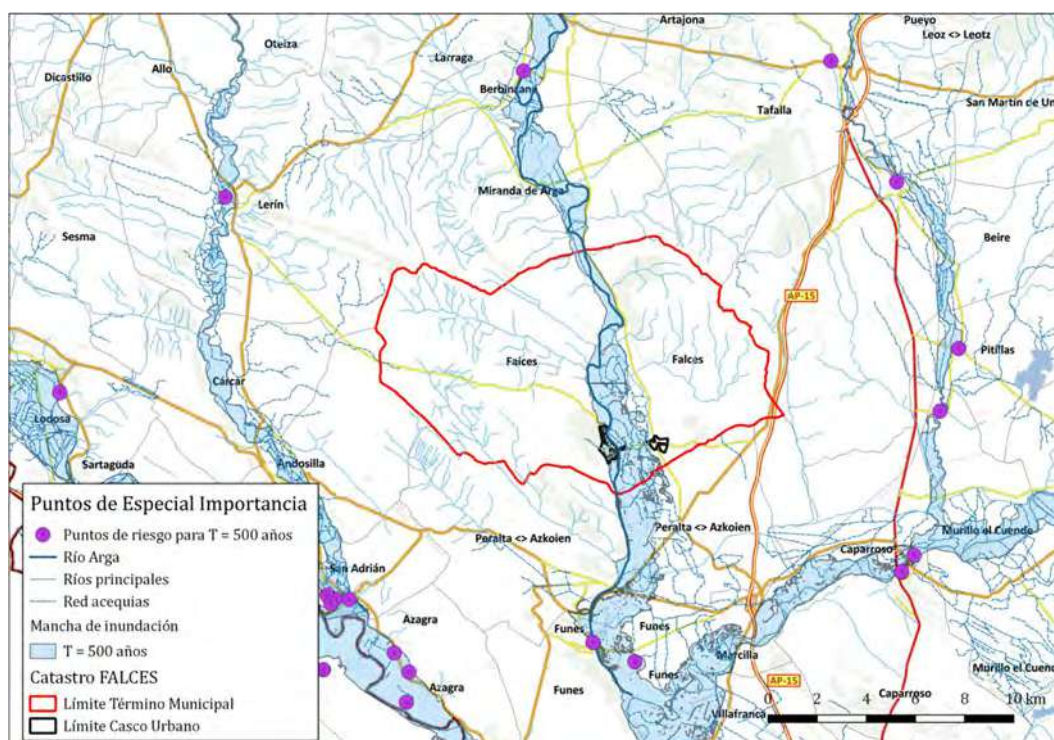 Artajona
Pueyo
Leoz <> Leotz
Oteiza
Larraga
Allo
Dicastillo
Berbinzana
Tafalla
San Martín de Un
Miranda de Arga
Lerín
Sesma
Beire
AP-15
Falces
Falces
Pitillas
Cárcar
Lodosa
Sartaguda
Andosilla
Puntos de Especial Importancia
Puntos de riesgo para T = 500 años
Río Arga
Ríos principales
Red acequias
Mancha de inundación
T = 500 años
Catastro FALCES
Límite Término Municipal
Límite Casco Urbano
Peralta <> Azkoien
Peralta <> Azkoien
Murillo el Cuende
Caparroso
San Adrián
Azagra
Funes
Funes
Marcilla
Funes
Funes
Azagra
Murillo el Cuende
AP-15
Caparroso
Villafranca
0 2 4 6 8 10 km